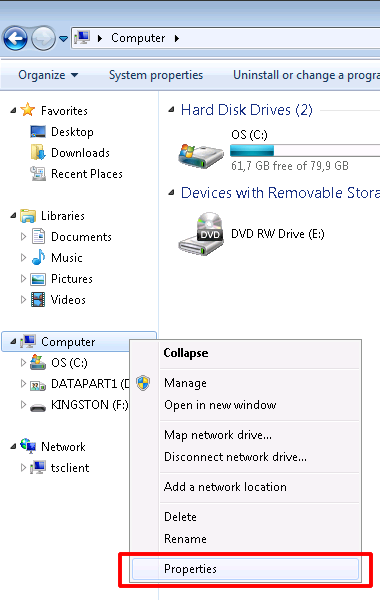 Computer
Organize
System properties
Uninstall or change a progra
Favorites
Desktop
Downloads
Recent Places
Libraries
Documents
Music
Pictures
Videos
Computer
OS (C:)
DATAPART1 (D
KINGSTON (F:)
Network
tsclient
Hard Disk Drives (2)
OS (C:)
61,7 GB free of 79,9 GB
Devices with Removable Stora
DVD
DVD RW Drive (E:)
Collapse
Manage
Open in new window
Map network drive...
Disconnect network drive...
Add a network location
Delete
Rename
Properties